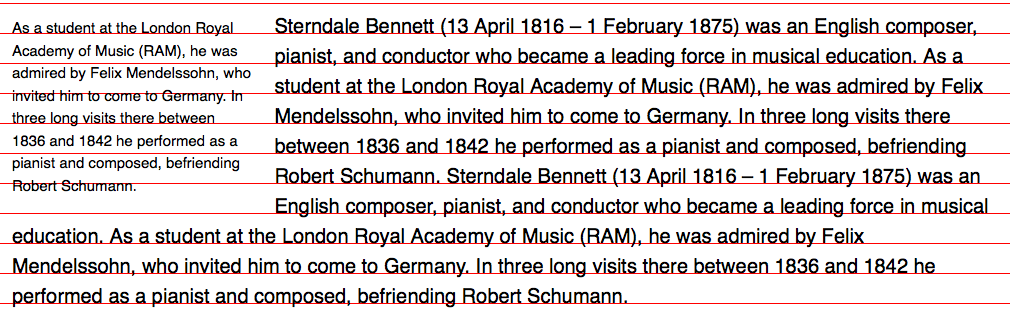 As a student at the London Royal
Academy of Music (RAM), he was
admired by Felix Mendelssohn, who
invited him to come to Germany. In
three long visits there between
1836 and 1842 he performed as a
pianist and composed, befriending
Robert Schumann.
Sterndale Bennett (13 April 1816 – 1 February 1875) was an English composer,
pianist, and conductor who became a leading force in musical education. As a
student at the London Royal Academy of Music (RAM), he was admired by Felix
Mendelssohn, who invited him to come to Germany. In three long visits there
between 1836 and 1842 he performed as a pianist and composed, befriending
Robert Schumann. Sterndale Bennett (13 April 1816 – 1 February 1875) was an
English composer, pianist, and conductor who became a leading force in musical
education. As a student at the London Royal Academy of Music (RAM), he was admired by Felix
Mendelssohn, who invited him to come to Germany. In three long visits there between 1836 and 1842 he
performed as a pianist and composed, befriending Robert Schumann.